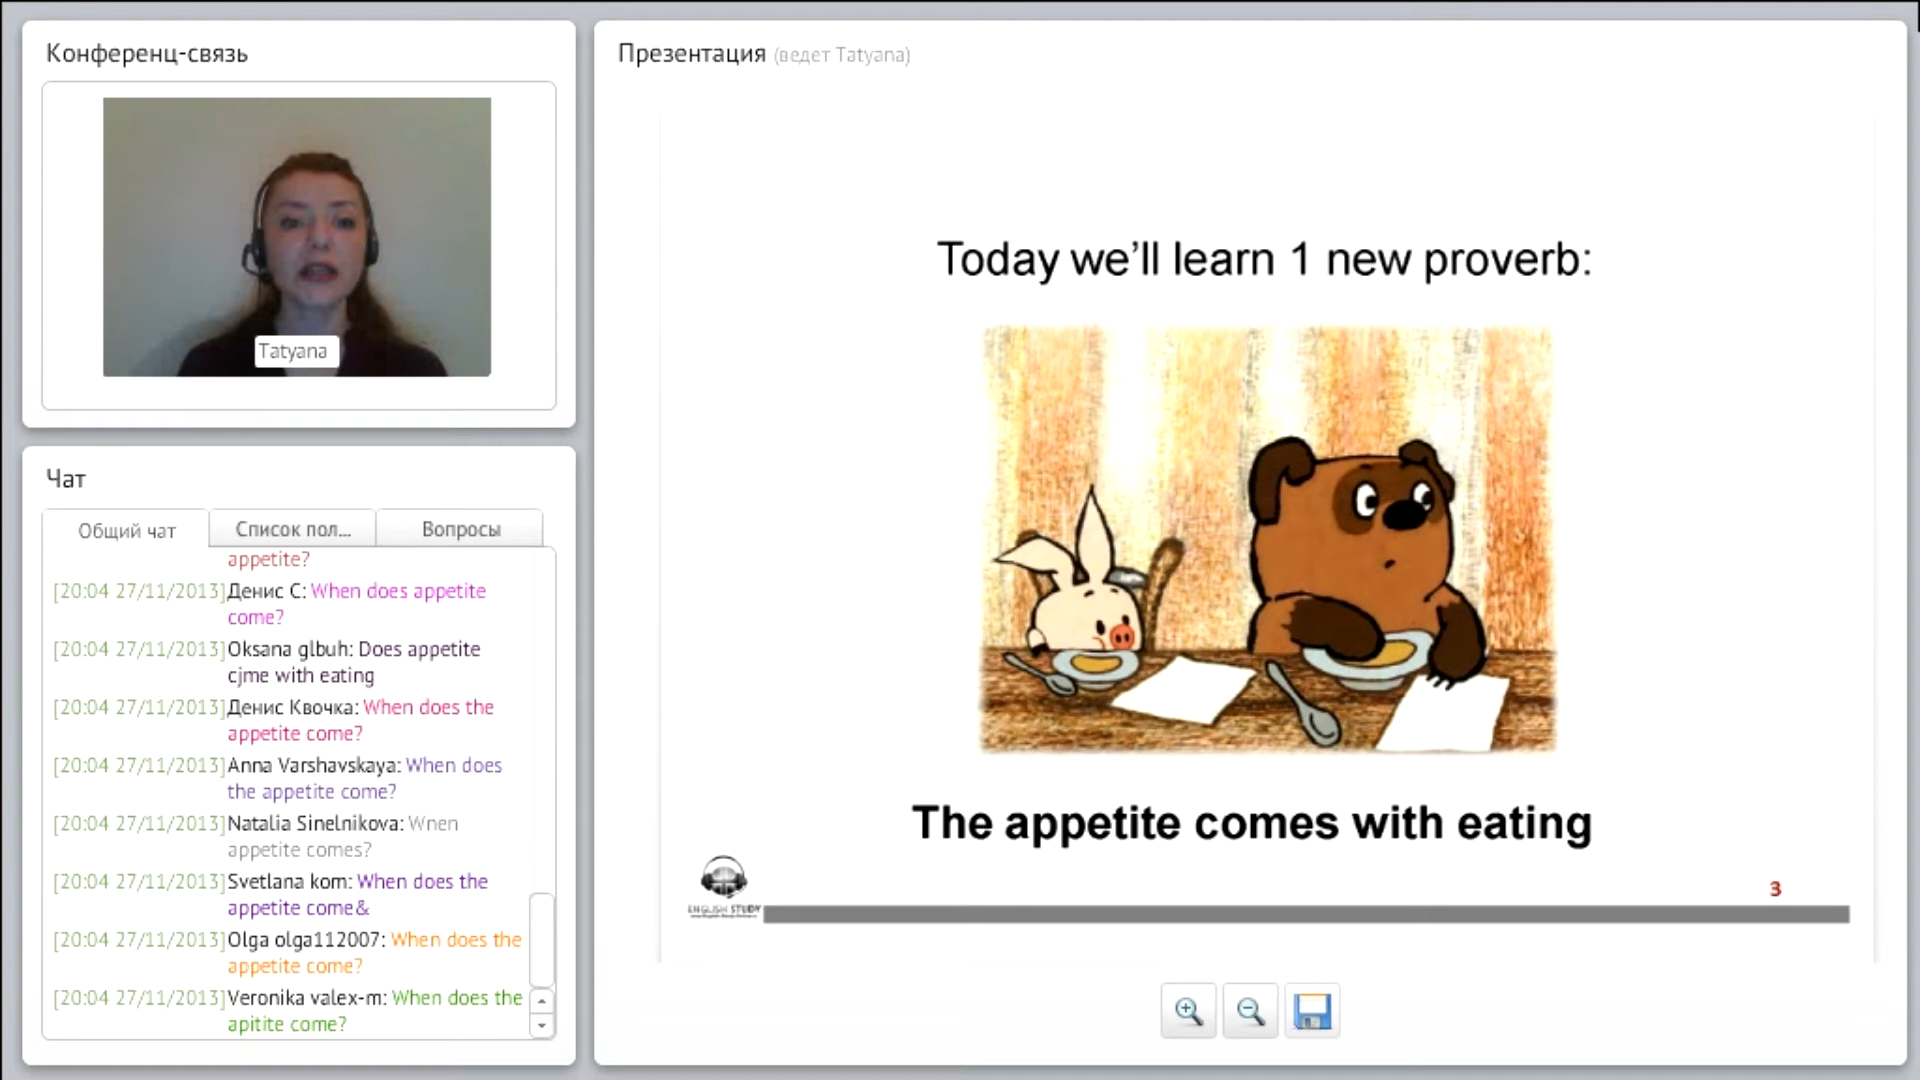 Конференц-связь
Tatyana
Чат
Общий чат
Список пол...
Вопросы
appetite?
[20:04 27/11/2013]Денис С: When does appetite
come?
[20:04 27/11/2013]Oksana glbuh: Does appetite
cjme with eating
[20:04 27/11/2013]Денис Квочка: When does the
appetite come?
[20:04 27/11/2013]Anna Varshavskaya: When does
the appetite come?
[20:04 27/11/2013]Natalia Sinelnikova: Wnen
appetite comes?
[20:04 27/11/2013]Svetlana kom: When does the
appetite come&
[20:04 27/11/2013]Olga olga112007: When does the
appetite come?
[20:04 27/11/2013]Veronika valex-m: When does the
apitite come?
Презентация (ведет Tatyana)
Today we'll learn 1 new proverb:
The appetite comes with eating
3
ENGLISH STUDY